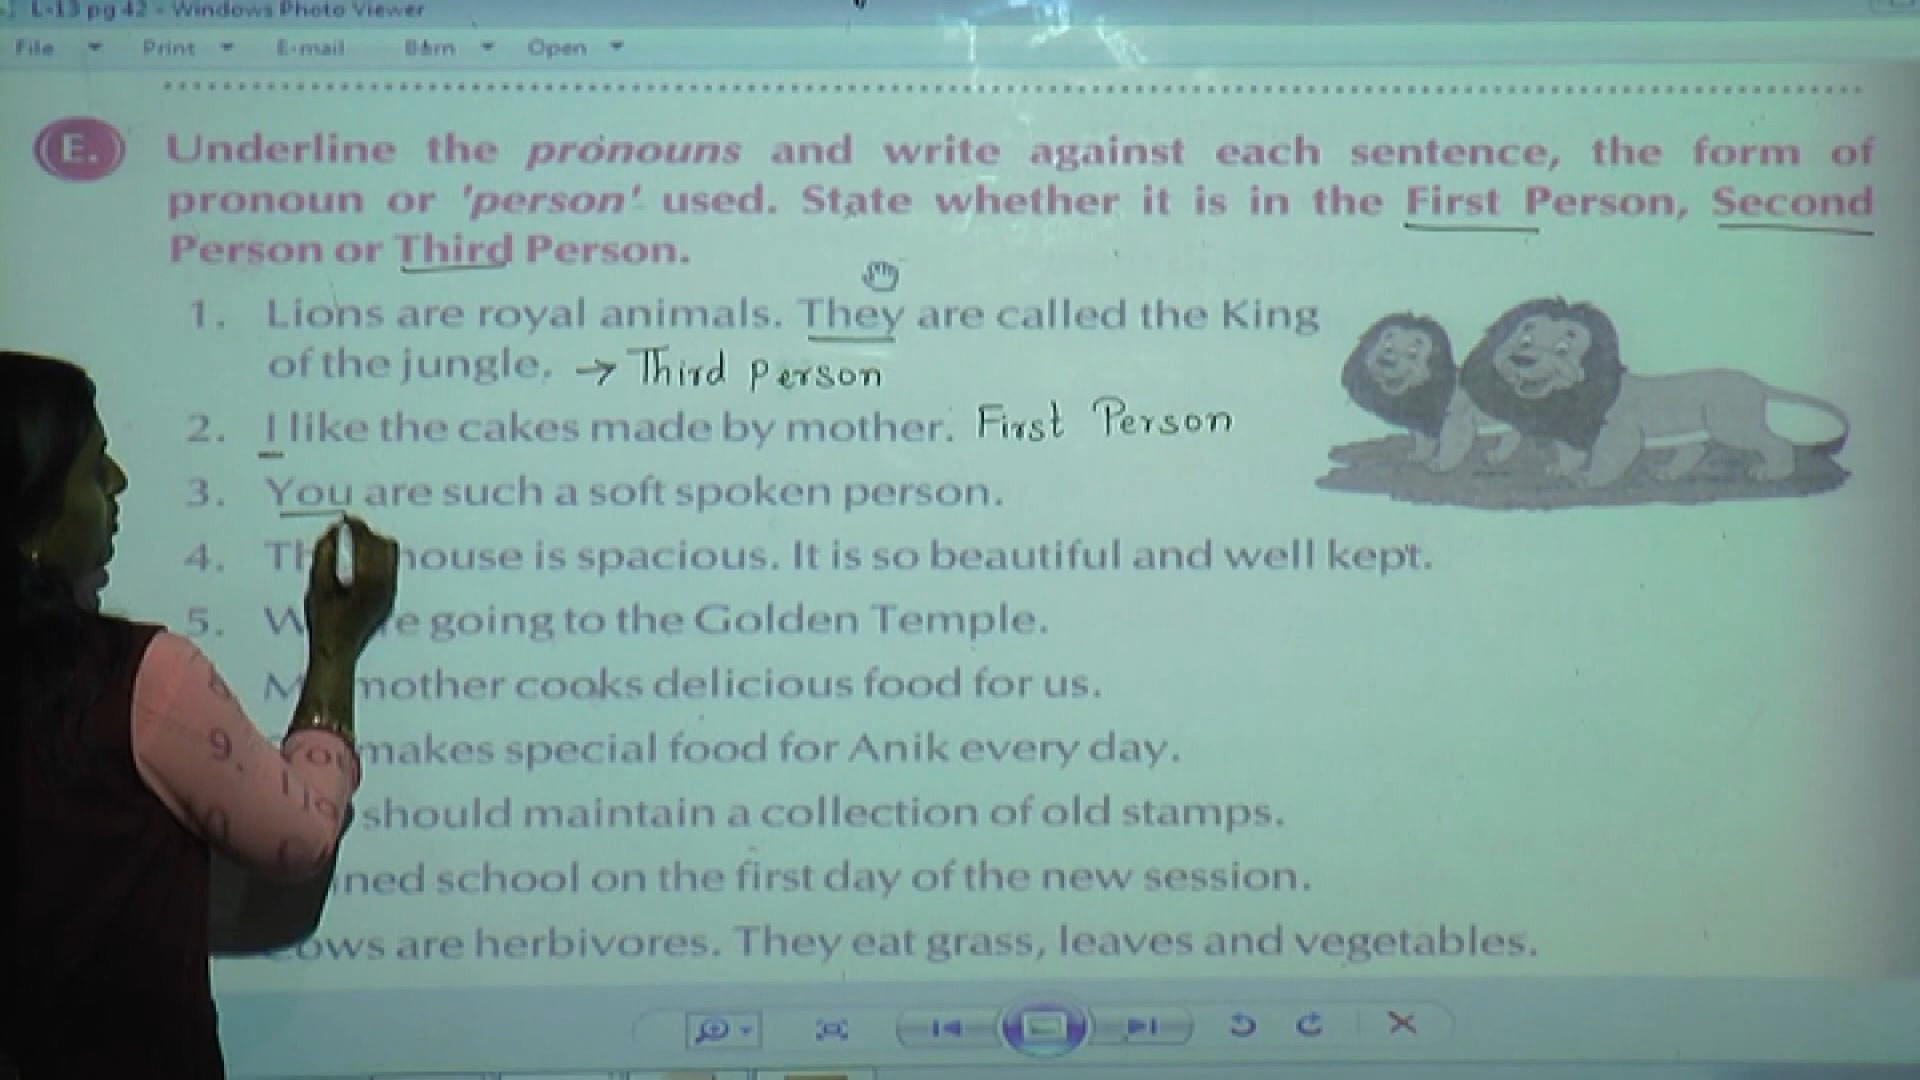 L-13 pg 42 - Windows Photo Viewer
File Print E-mail Burn Open
E. Underline the pronouns and write against each sentence, the form of
pronoun or 'person' used. State whether it is in the First Person, Second
Person or Third Person.
1. Lions are royal animals. They are called the King
of the jungle. → Third person
2. I like the cakes made by mother. First Person
3. You are such a soft spoken person.
4. house is spacious. It is so beautiful and well kept.
5. going to the Golden Temple.
mother cooks delicious food for us.
makes special food for Anik every day.
should maintain a collection of old stamps.
school on the first day of the new session.
are herbivores. They eat grass, leaves and vegetables.